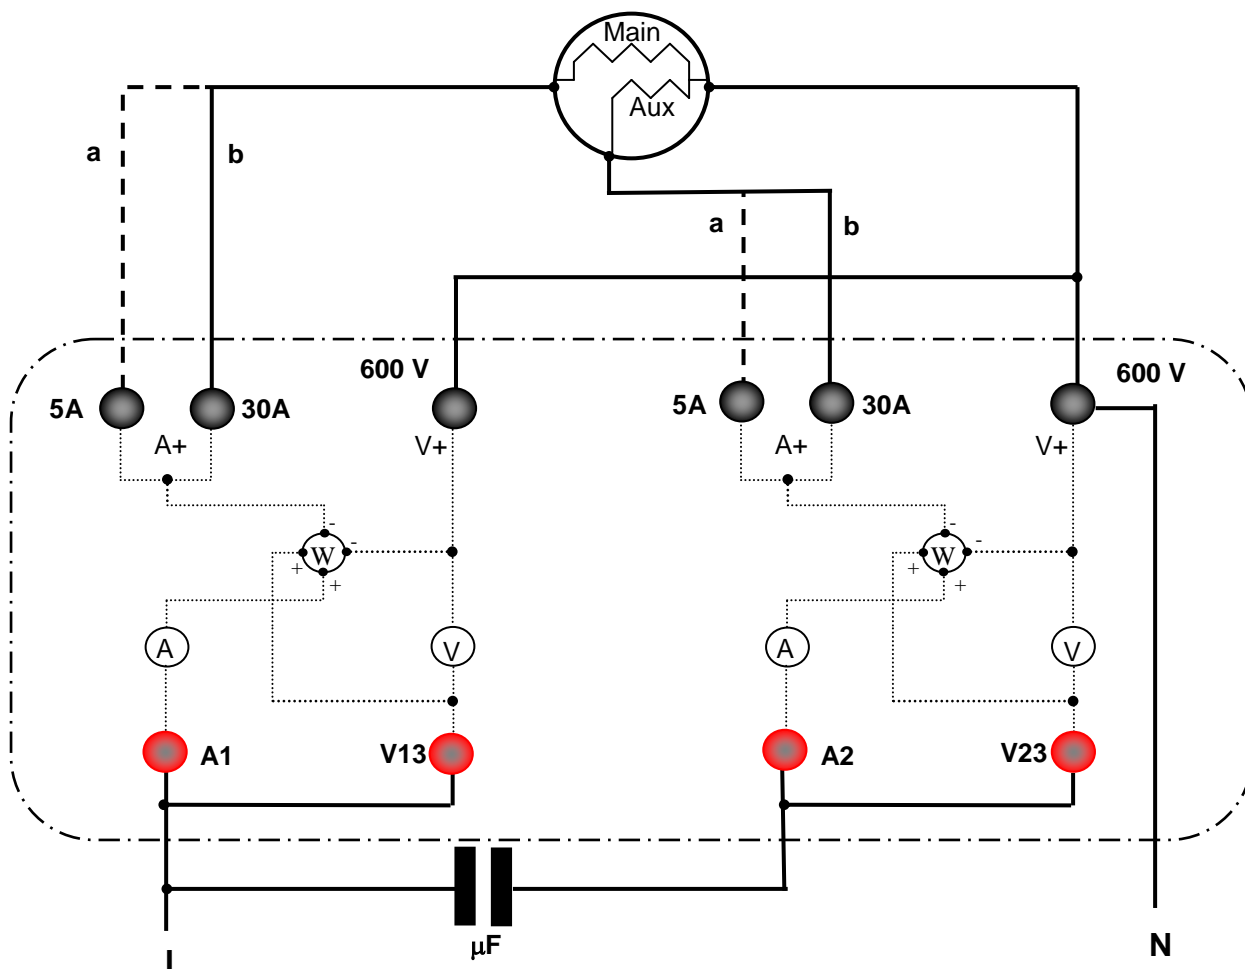 Main
Aux
a
b
a
b
600 V
600 V
5A
30A
5A
30A
A+
V+
A+
V+
-
W
-
+
+
-
W
-
+
+
A
V
A
V
A1
V13
A2
V23
µF
N